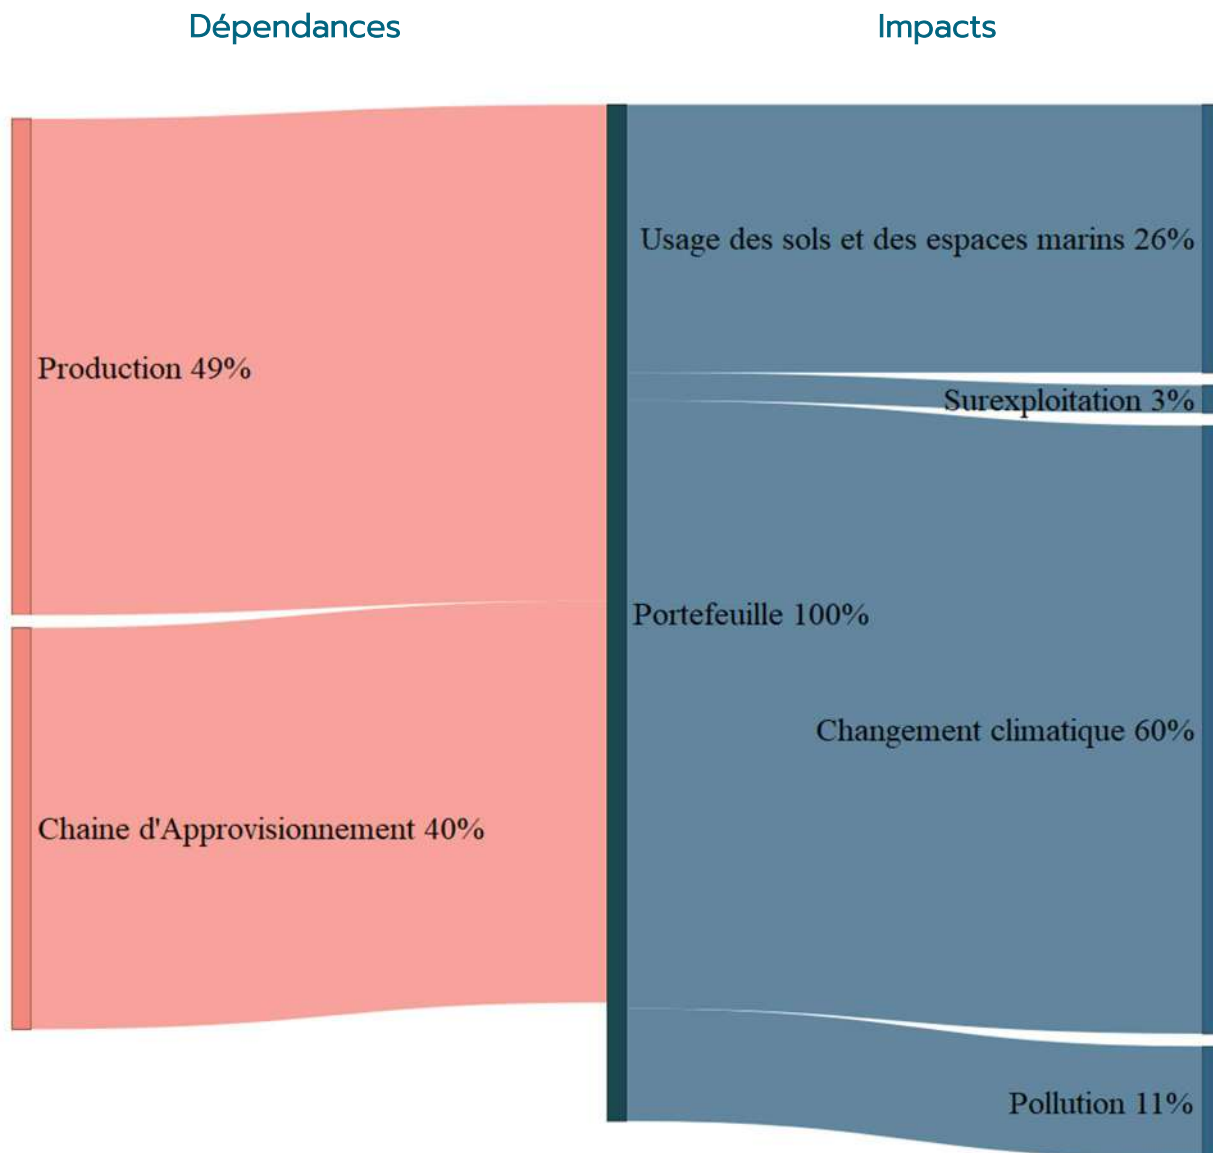 Dépendances
Impacts
Usage des sols et des espaces marins 26%
Production 49%
Surexploitation 3%
Portefeuille 100%
Changement climatique 60%
Chaine d'Approvisionnement 40%
Pollution 11%